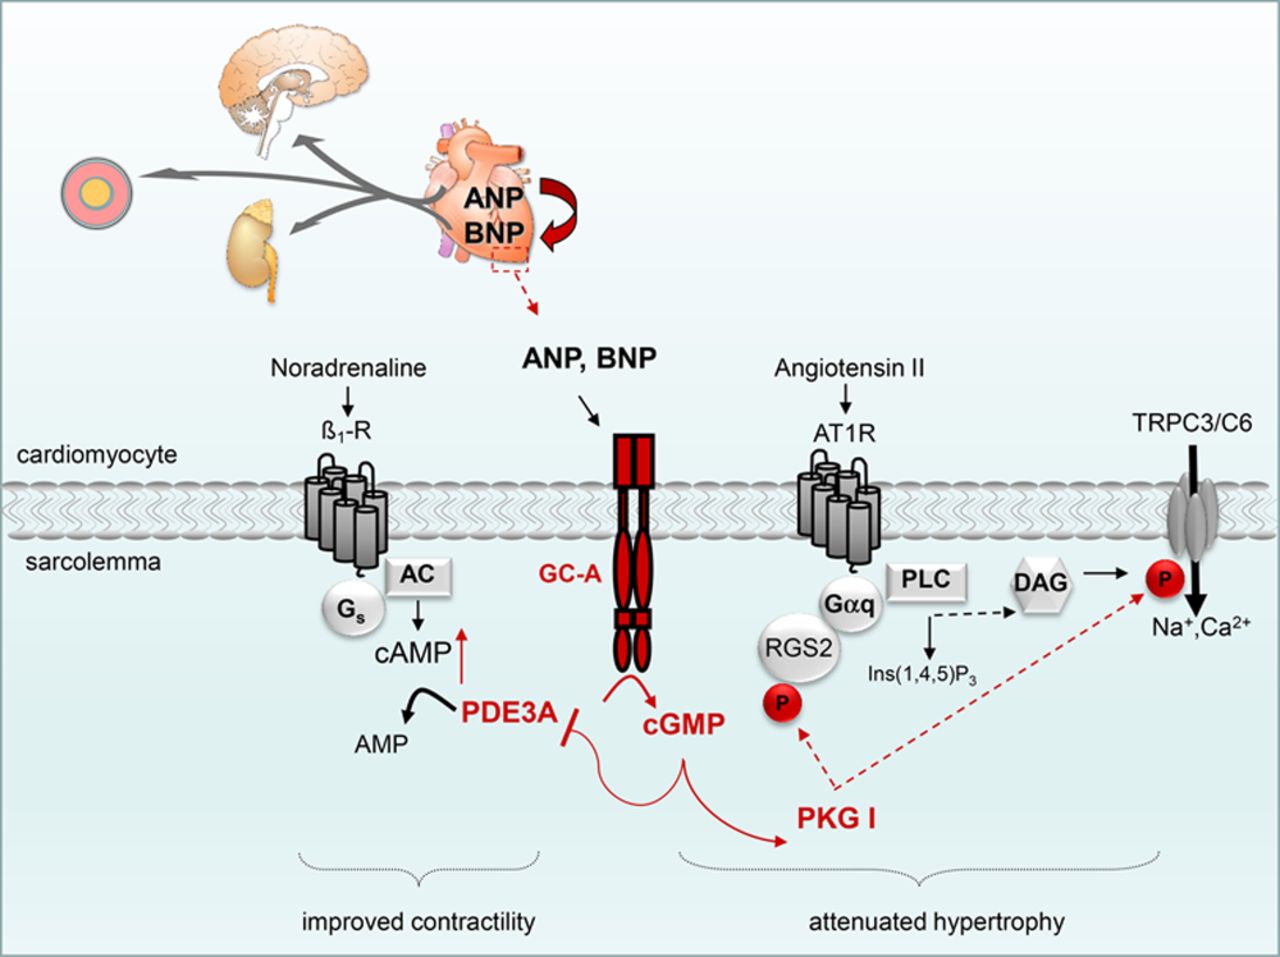 ANP
BNP
ANP, BNP
Noradrenaline
Angiotensin II
ß₁-R
AT1R
TRPC3/C6
cardiomyocyte
sarcolemma
AC
GC-A
PLC
DAG
P
Gₛ
Gαq
cAMP
RGS2
Ins(1,4,5)P₃
Na⁺,Ca²⁺
P
PDE3A
cGMP
AMP
PKG I
improved contractility
attenuated hypertrophy